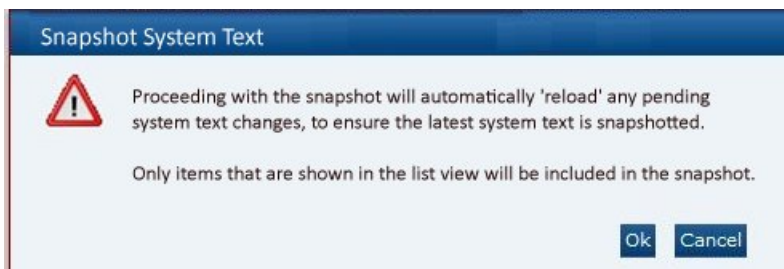 Snapshot System Text
Proceeding with the snapshot will automatically 'reload' any pending
system text changes, to ensure the latest system text is snapshotted.
Only items that are shown in the list view will be included in the snapshot.
Ok Cancel